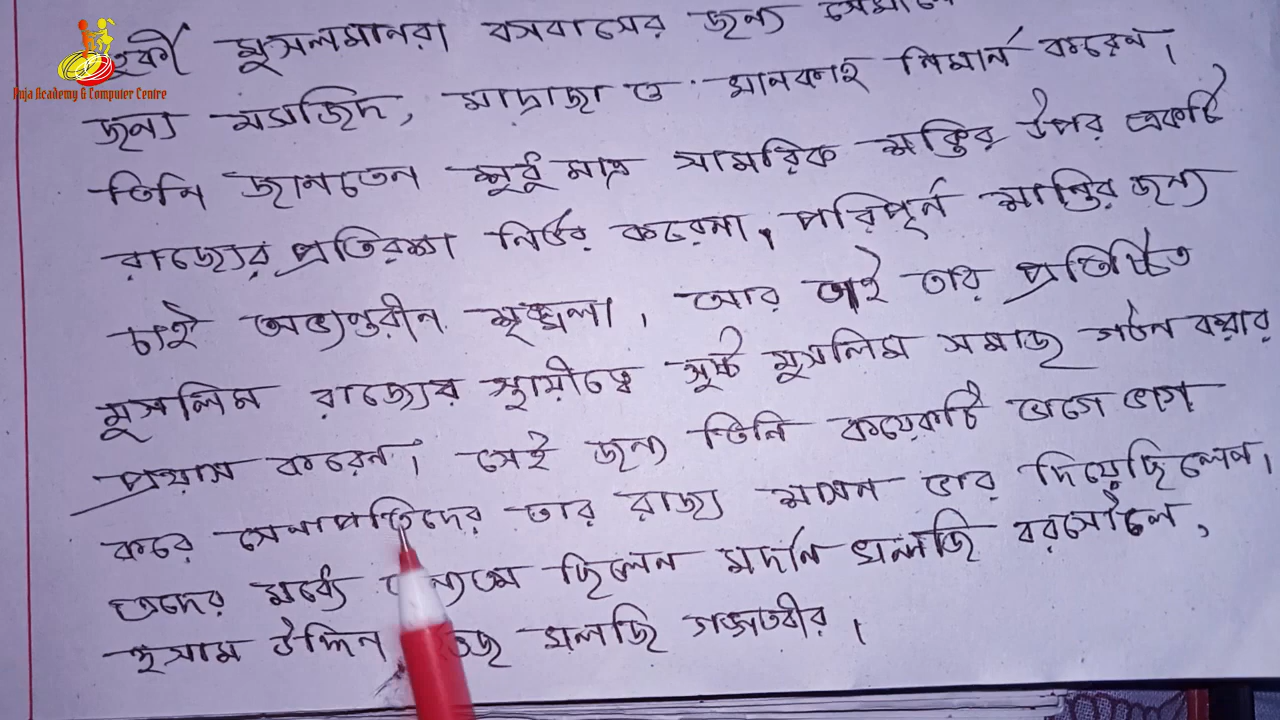 Puja Academy & Computer Centre
তুর্কী মুসলমানরা বসবাসের জন্য
জন্য মসজিদ, মাদ্রাছা ও খানকাহ নিমার্ন করেন।
তিনি জানতেন শুধু মাত্র সামরিক শক্তির উপর একটি
রাজ্যের প্রতিরক্ষা নির্ভর করেনা, পরিপূর্ন শান্তির জন্য
চাই অভ্যন্তরীন শৃঙ্খলা। আর তাই তার প্রতিষ্ঠিত
মুসলিম রাজ্যের স্থায়ীত্বে সুষ্ঠ মুসলিম সমাজ গঠন করার
প্রয়াস করেন। সেই জন্য তিনি কয়েকটি ভাগে ভাগ
করে সেনাপতিদের তার রাজ্য শাসন ভার দিয়েছিলেন।
তাদের মধ্যে ছিলেন মর্দান খলজি বরসৌলে,
হুসাম উদ্দিন খলজি গঙ্গতবীর।